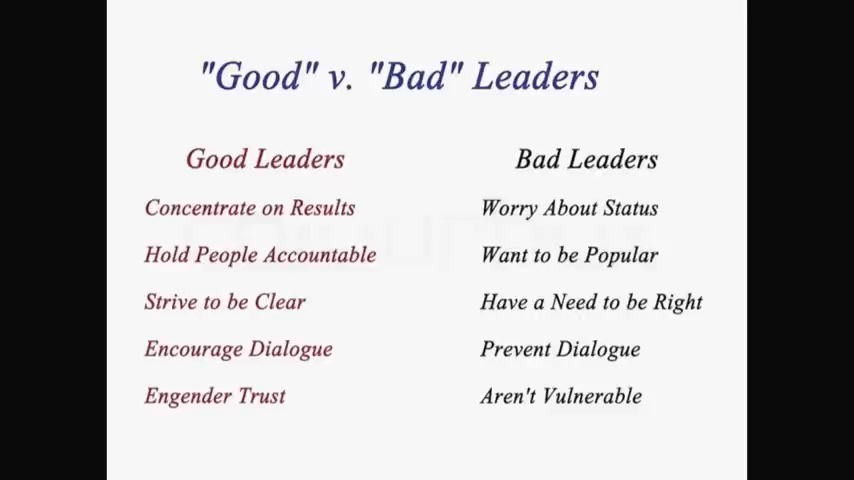 "Good" v. "Bad" Leaders
Good Leaders
Concentrate on Results
Hold People Accountable
Strive to be Clear
Encourage Dialogue
Engender Trust
Bad Leaders
Worry About Status
Want to be Popular
Have a Need to be Right
Prevent Dialogue
Aren't Vulnerable